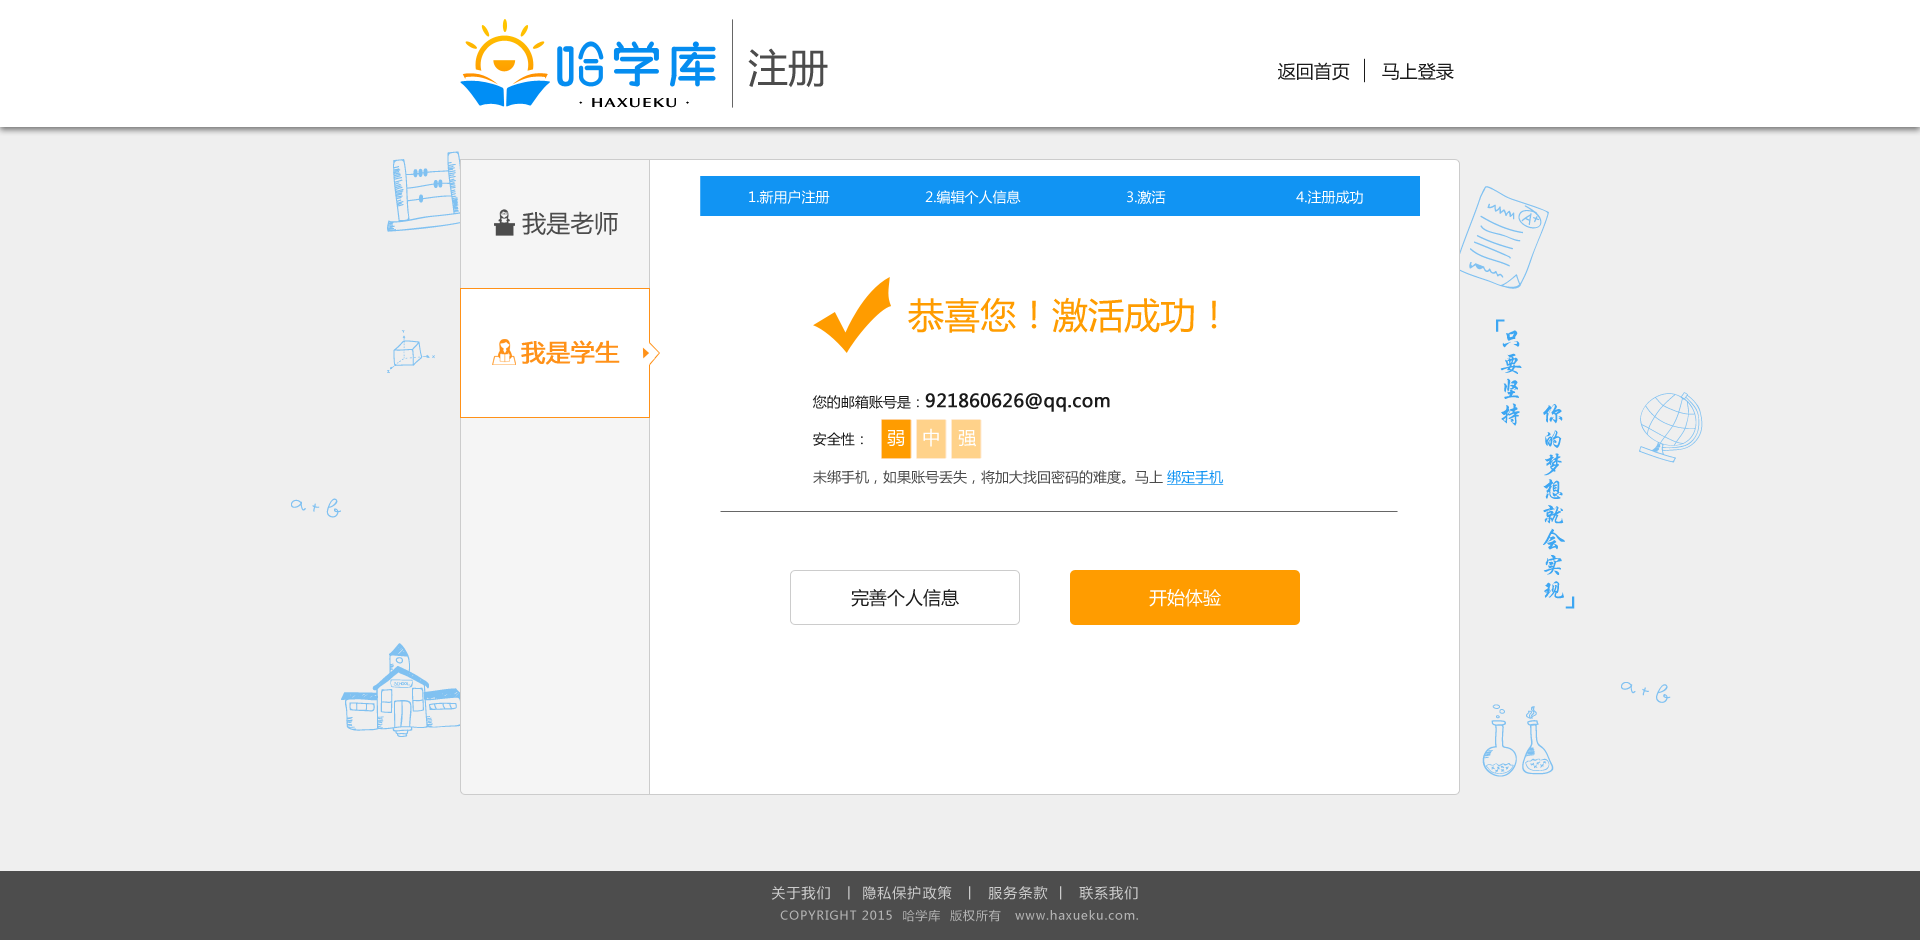 哈学库
· HAXUEKU ·
注册
返回首页 | 马上登录
我是老师
我是学生
1.新用户注册 2.编辑个人信息 3.激活 4.注册成功
恭喜您！激活成功！
您的邮箱账号是：921860626@qq.com
安全性： 弱 中 强
未绑手机，如果账号丢失，将加大找回密码的难度。马上 绑定手机
完善个人信息 开始体验
A+
「只要坚持
你的梦想就会实现」
a+b
a+b
关于我们 | 隐私保护政策 | 服务条款 | 联系我们
COPYRIGHT 2015 哈学库 版权所有 www.haxueku.com.